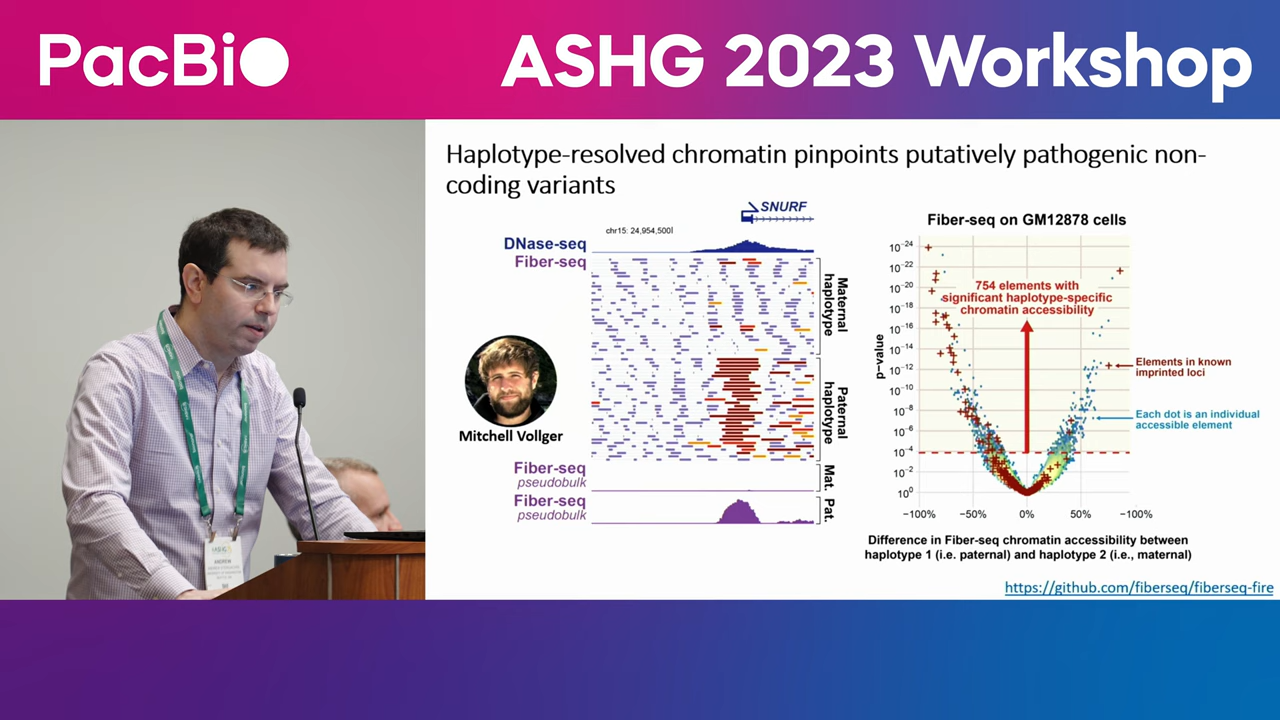 PacBio
ASHG 2023 Workshop
Haplotype-resolved chromatin pinpoints putatively pathogenic non-
coding variants
SNURF
chr15: 24,954,500
DNase-seq
Fiber-seq
Maternal
haplotype
Paternal
haplotype
Mitchell Vollger
Fiber-seq
pseudobulk
Mat.
Fiber-seq
pseudobulk
Pat.
Fiber-seq on GM12878 cells
p-value
10⁻²⁴
10⁻²²
10⁻²⁰
10⁻¹⁸
10⁻¹⁶
10⁻¹⁴
10⁻¹²
10⁻¹⁰
10⁻⁸
10⁻⁶
10⁻⁴
10⁻²
10⁰
754 elements with
significant haplotype-specific
chromatin accessibility
Elements in known
imprinted loci
Each dot is an individual
accessible element
−100% −50% 0% 50% −100%
Difference in Fiber-seq chromatin accessibility between
haplotype 1 (i.e. paternal) and haplotype 2 (i.e., maternal)
https://github.com/fiberseq/fiberseq-fire